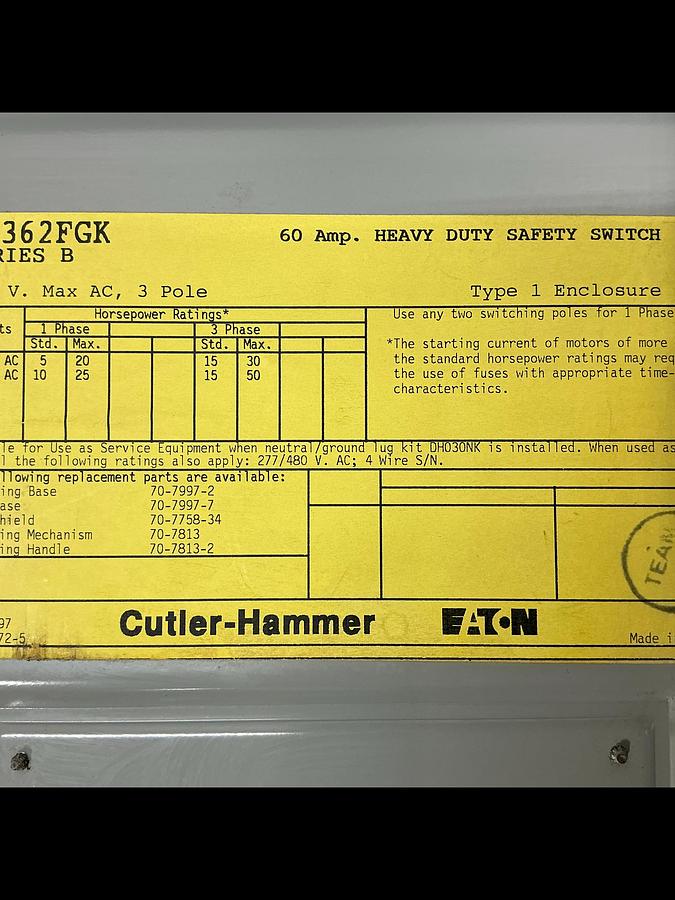 362FGK
RIES B
60 Amp. HEAVY DUTY SAFETY SWITCH
V. Max AC, 3 Pole
Type 1 Enclosure
Horsepower Ratings*
ts 1 Phase 3 Phase
Std. Max. Std. Max.
AC 5 20 15 30
AC 10 25 15 50
Use any two switching poles for 1 Phase
*The starting current of motors of more
the standard horsepower ratings may req
the use of fuses with appropriate time-
characteristics.
le for Use as Service Equipment when neutral/ground lug kit DH030NK is installed. When used as
l the following ratings also apply: 277/480 V. AC; 4 Wire S/N.
llowing replacement parts are available:
ing Base 70-7997-2
ase 70-7997-7
hield 70-7758-34
ing Mechanism 70-7813
ing Handle 70-7813-2
TEAM
97
72-5
Cutler-Hammer
EATON
Made i